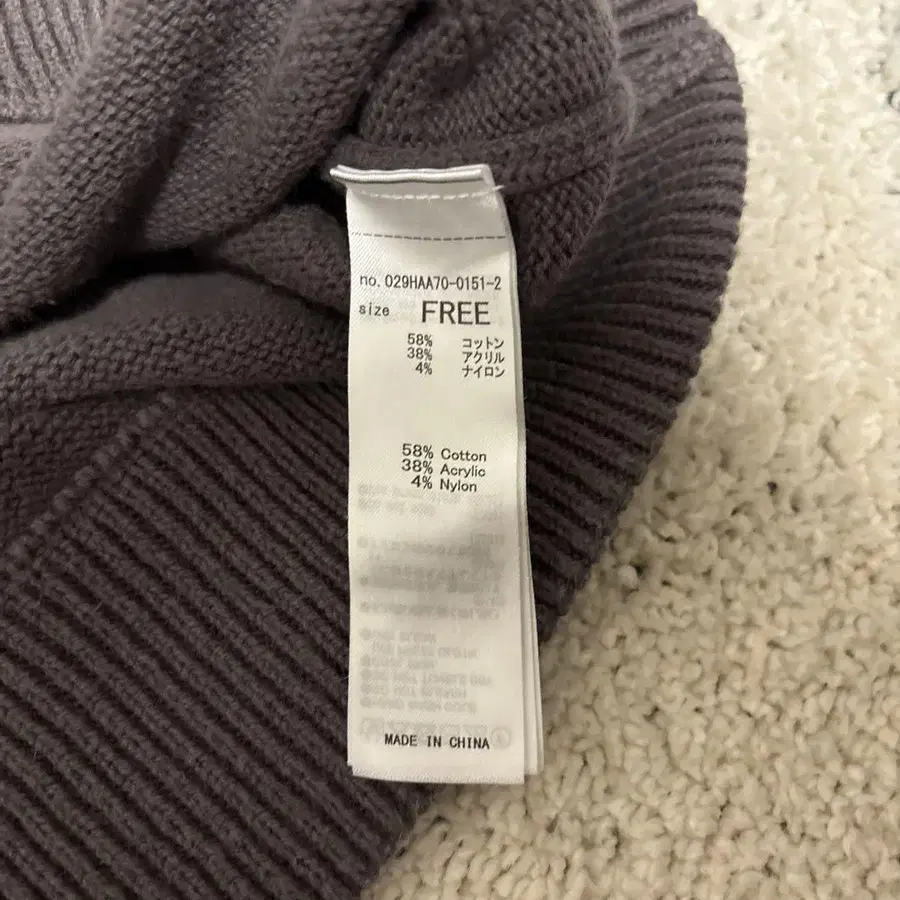 no. 029HAA70-0151-2
size FREE
58% コットン
38% アクリル
4% ナイロン
58% Cotton
38% Acrylic
4% Nylon
MADE IN CHINA